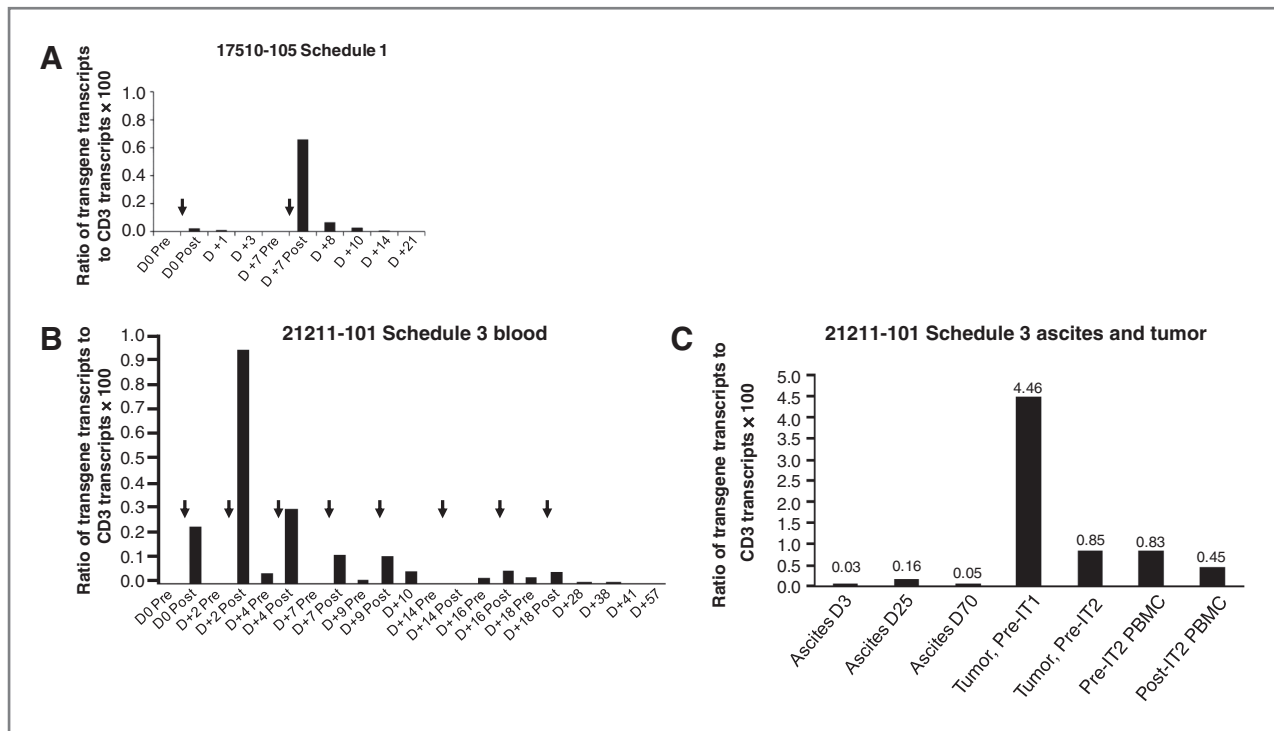 A
17510-105 Schedule 1
Ratio of transgene transcripts
to CD3 transcripts x 100
1.0
0.8
0.6
0.4
0.2
0.0
D0 Pre
D0 Post
D +1
D +3
D +7 Pre
D +7 Post
D +8
D +10
D +14
D +21
B
21211-101 Schedule 3 blood
Ratio of transgene transcripts to
CD3 transcripts x 100
1.0
0.9
0.8
0.7
0.6
0.5
0.4
0.3
0.2
0.1
0.0
D0 Pre
D0 Post
D+2 Pre
D+2 Post
D+4 Pre
D+4 Post
D+7 Pre
D+7 Post
D+9 Pre
D+9 Post
D+10
D+14 Pre
D+14 Post
D+16 Pre
D+16 Post
D+18 Pre
D+18 Post
D+28
D+38
D+41
D+57
C
21211-101 Schedule 3 ascites and tumor
Ratio of transgene transcripts to
CD3 transcripts x 100
5.0
4.5
4.0
3.5
3.0
2.5
2.0
1.5
1.0
0.5
0.0
0.03
0.16
0.05
4.46
0.85
0.83
0.45
Ascites D3
Ascites D25
Ascites D70
Tumor, Pre-IT1
Tumor, Pre-IT2
Pre-IT2 PBMC
Post-IT2 PBMC